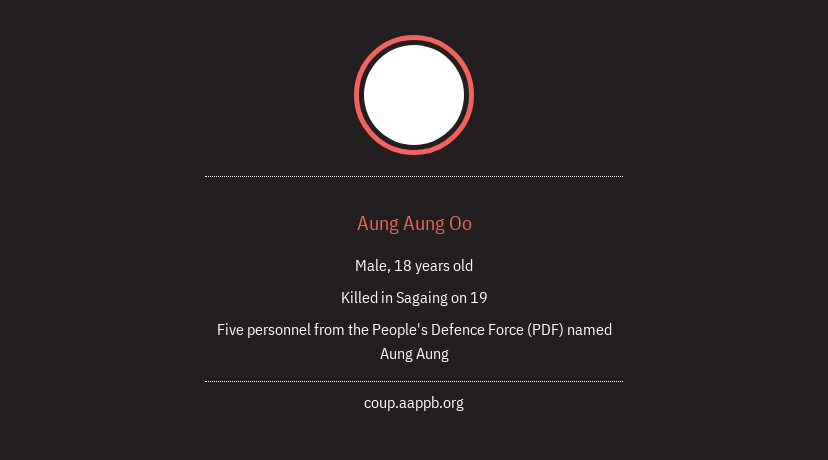 Aung Aung Oo
Male, 18 years old
Killed in Sagaing on 19
Five personnel from the People's Defence Force (PDF) named
Aung Aung
coup.aappb.org